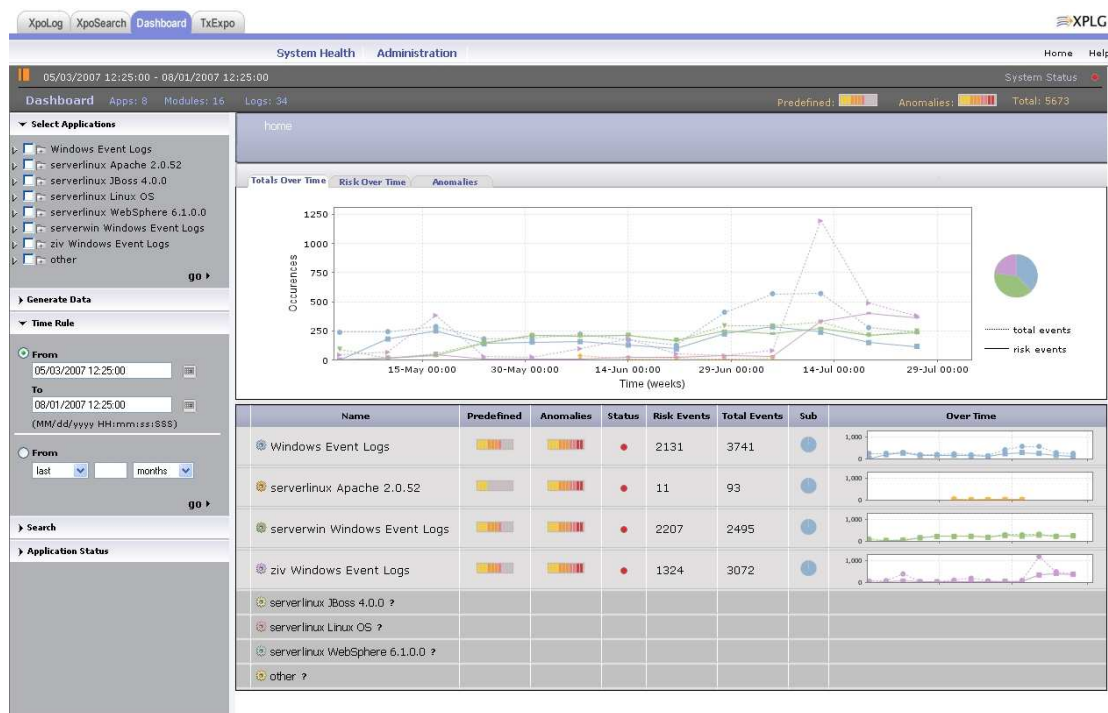 XpoLog XpoSearch Dashboard TxExpo
XPLG
System Health Administration
Home Help
05/03/2007 12:25:00 - 08/01/2007 12:25:00
System Status
Dashboard Apps: 8 Modules: 16 Logs: 34
Predefined: Anomalies: Total: 5673
Select Applications
Windows Event Logs
serverlinux Apache 2.0.52
serverlinux JBoss 4.0.0
serverlinux Linux OS
serverlinux WebSphere 6.1.0.0
serverwin Windows Event Logs
ziv Windows Event Logs
other
go
Generate Data
Time Rule
From
05/03/2007 12:25:00
To
08/01/2007 12:25:00
(MM/dd/yyyy HH:mm:ss:SSS)
From
last months
go
Search
Application Status
home
Totals Over Time Risk Over Time Anomalies
1250
1000
750
500
250
0
Occurences
15-May 00:00 30-May 00:00 14-Jun 00:00 29-Jun 00:00 14-Jul 00:00 29-Jul 00:00
Time (weeks)
total events
risk events
Name Predefined Anomalies Status Risk Events Total Events Sub Over Time
Windows Event Logs 2131 3741
1,000
0
serverlinux Apache 2.0.52 11 93
1,000
0
serverwin Windows Event Logs 2207 2495
1,000
0
ziv Windows Event Logs 1324 3072
1,000
0
serverlinux JBoss 4.0.0 ?
serverlinux Linux OS ?
serverlinux WebSphere 6.1.0.0 ?
other ?